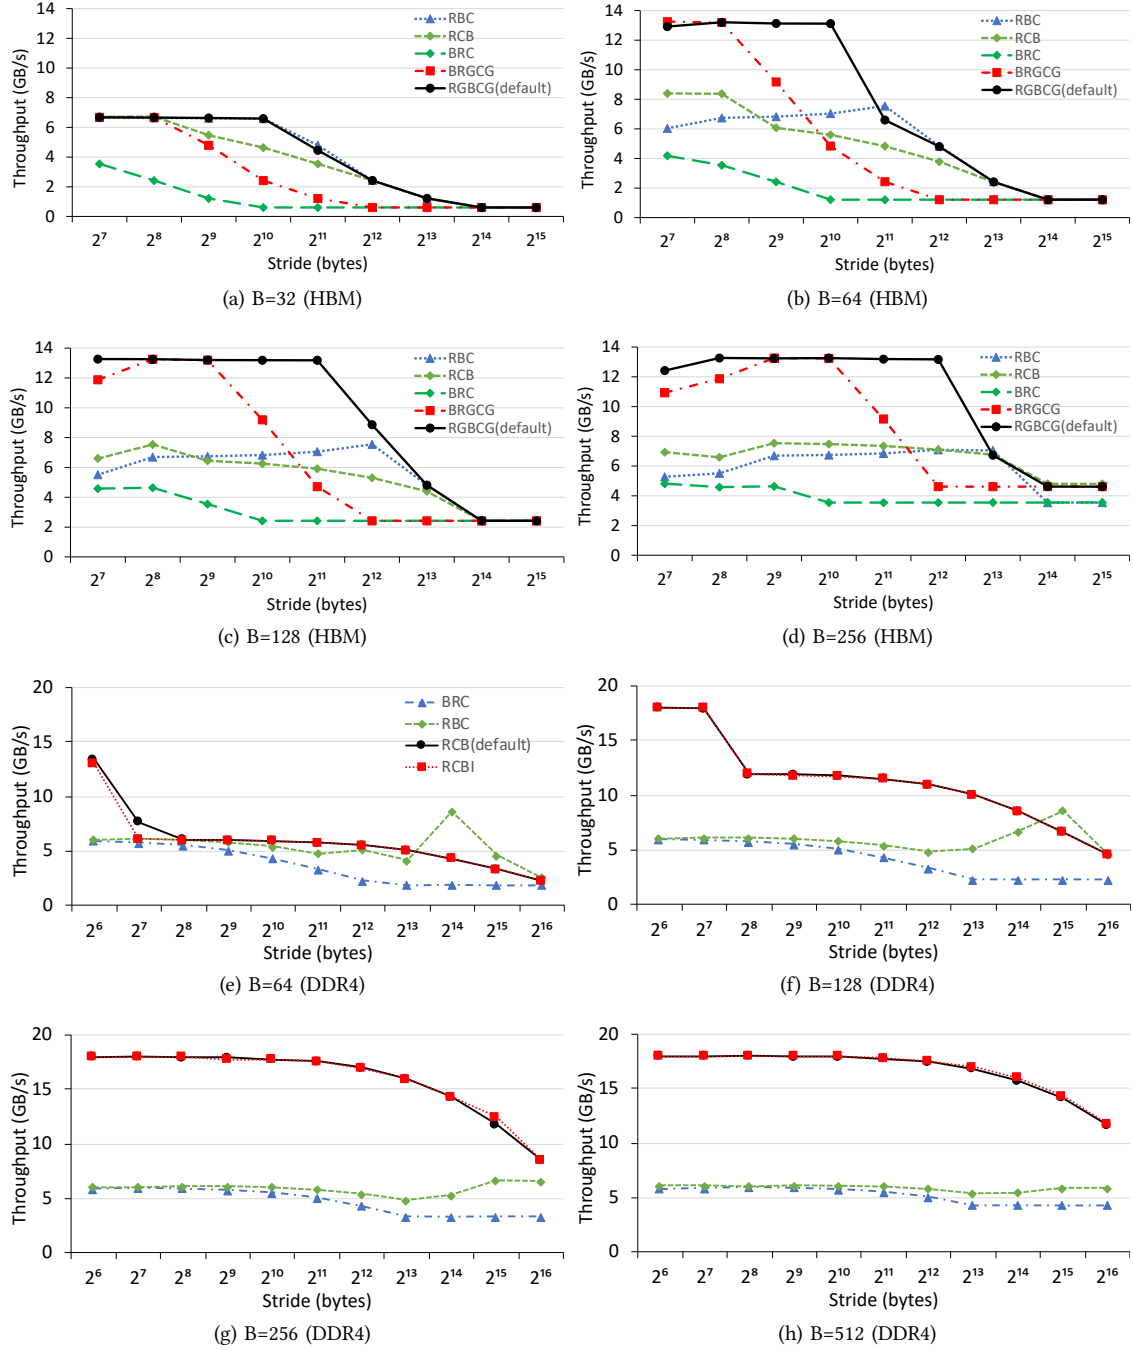 14
12
10
8
6
4
2
0
Throughput (GB/s)
RBC
RCB
BRC
BRGCG
RGBCG(default)
2⁷ 2⁸ 2⁹ 2¹⁰ 2¹¹ 2¹² 2¹³ 2¹⁴ 2¹⁵
Stride (bytes)
(a) B=32 (HBM)
14
12
10
8
6
4
2
0
Throughput (GB/s)
RBC
RCB
BRC
BRGCG
RGBCG(default)
2⁷ 2⁸ 2⁹ 2¹⁰ 2¹¹ 2¹² 2¹³ 2¹⁴ 2¹⁵
Stride (bytes)
(b) B=64 (HBM)
14
12
10
8
6
4
2
0
Throughput (GB/s)
RBC
RCB
BRC
BRGCG
RGBCG(default)
2⁷ 2⁸ 2⁹ 2¹⁰ 2¹¹ 2¹² 2¹³ 2¹⁴ 2¹⁵
Stride (bytes)
(c) B=128 (HBM)
14
12
10
8
6
4
2
0
Throughput (GB/s)
RBC
RCB
BRC
BRGCG
RGBCG(default)
2⁷ 2⁸ 2⁹ 2¹⁰ 2¹¹ 2¹² 2¹³ 2¹⁴ 2¹⁵
Stride (bytes)
(d) B=256 (HBM)
20
15
10
5
0
Throughput (GB/s)
BRC
RBC
RCB(default)
RCBI
2⁶ 2⁷ 2⁸ 2⁹ 2¹⁰ 2¹¹ 2¹² 2¹³ 2¹⁴ 2¹⁵ 2¹⁶
Stride (bytes)
(e) B=64 (DDR4)
20
15
10
5
0
Throughput (GB/s)
2⁶ 2⁷ 2⁸ 2⁹ 2¹⁰ 2¹¹ 2¹² 2¹³ 2¹⁴ 2¹⁵ 2¹⁶
Stride (bytes)
(f) B=128 (DDR4)
20
15
10
5
0
Throughput (GB/s)
2⁶ 2⁷ 2⁸ 2⁹ 2¹⁰ 2¹¹ 2¹² 2¹³ 2¹⁴ 2¹⁵ 2¹⁶
Stride (bytes)
(g) B=256 (DDR4)
20
15
10
5
0
Throughput (GB/s)
2⁶ 2⁷ 2⁸ 2⁹ 2¹⁰ 2¹¹ 2¹² 2¹³ 2¹⁴ 2¹⁵ 2¹⁶
Stride (bytes)
(h) B=512 (DDR4)